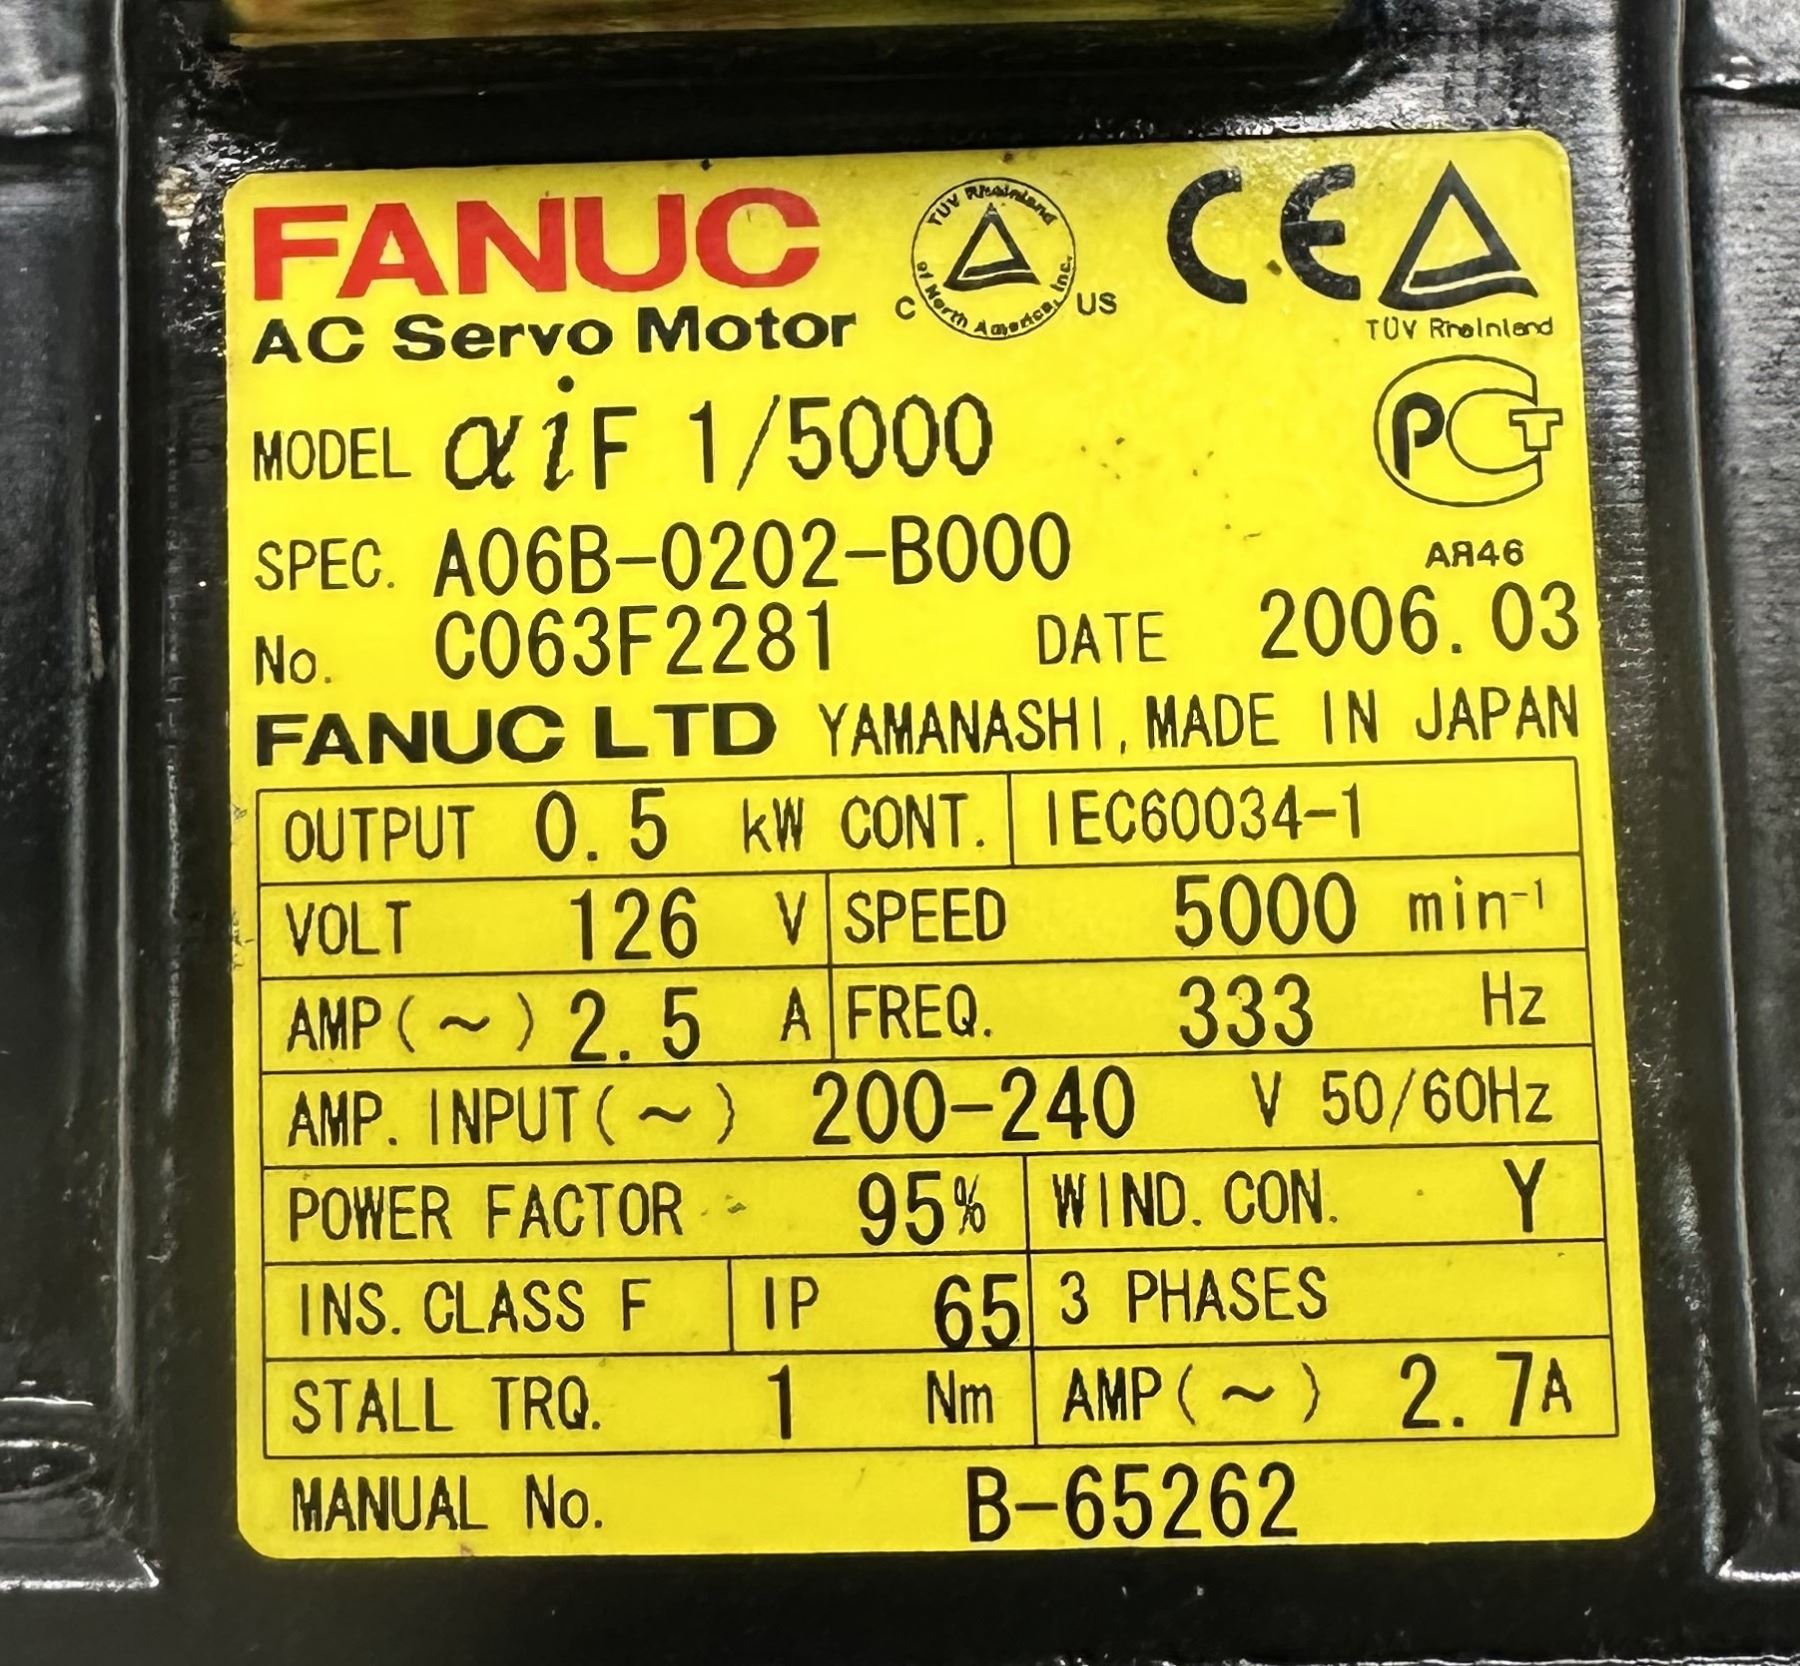 FANUC
AC Servo Motor
TÜV Rheinland of North America, Inc.
C US
CE
TÜV Rheinland
MODEL αiF 1/5000
PCT
SPEC. A06B-0202-B000
AЯ46
No. C063F2281 DATE 2006.03
FANUC LTD YAMANASHI, MADE IN JAPAN
OUTPUT 0.5 kW CONT. IEC60034-1
VOLT 126 V SPEED 5000 min⁻¹
AMP(~) 2.5 A FREQ. 333 Hz
AMP. INPUT(~) 200-240 V 50/60Hz
POWER FACTOR 95% WIND. CON. Y
INS. CLASS F IP 65 3 PHASES
STALL TRQ. 1 Nm AMP(~) 2.7A
MANUAL No. B-65262